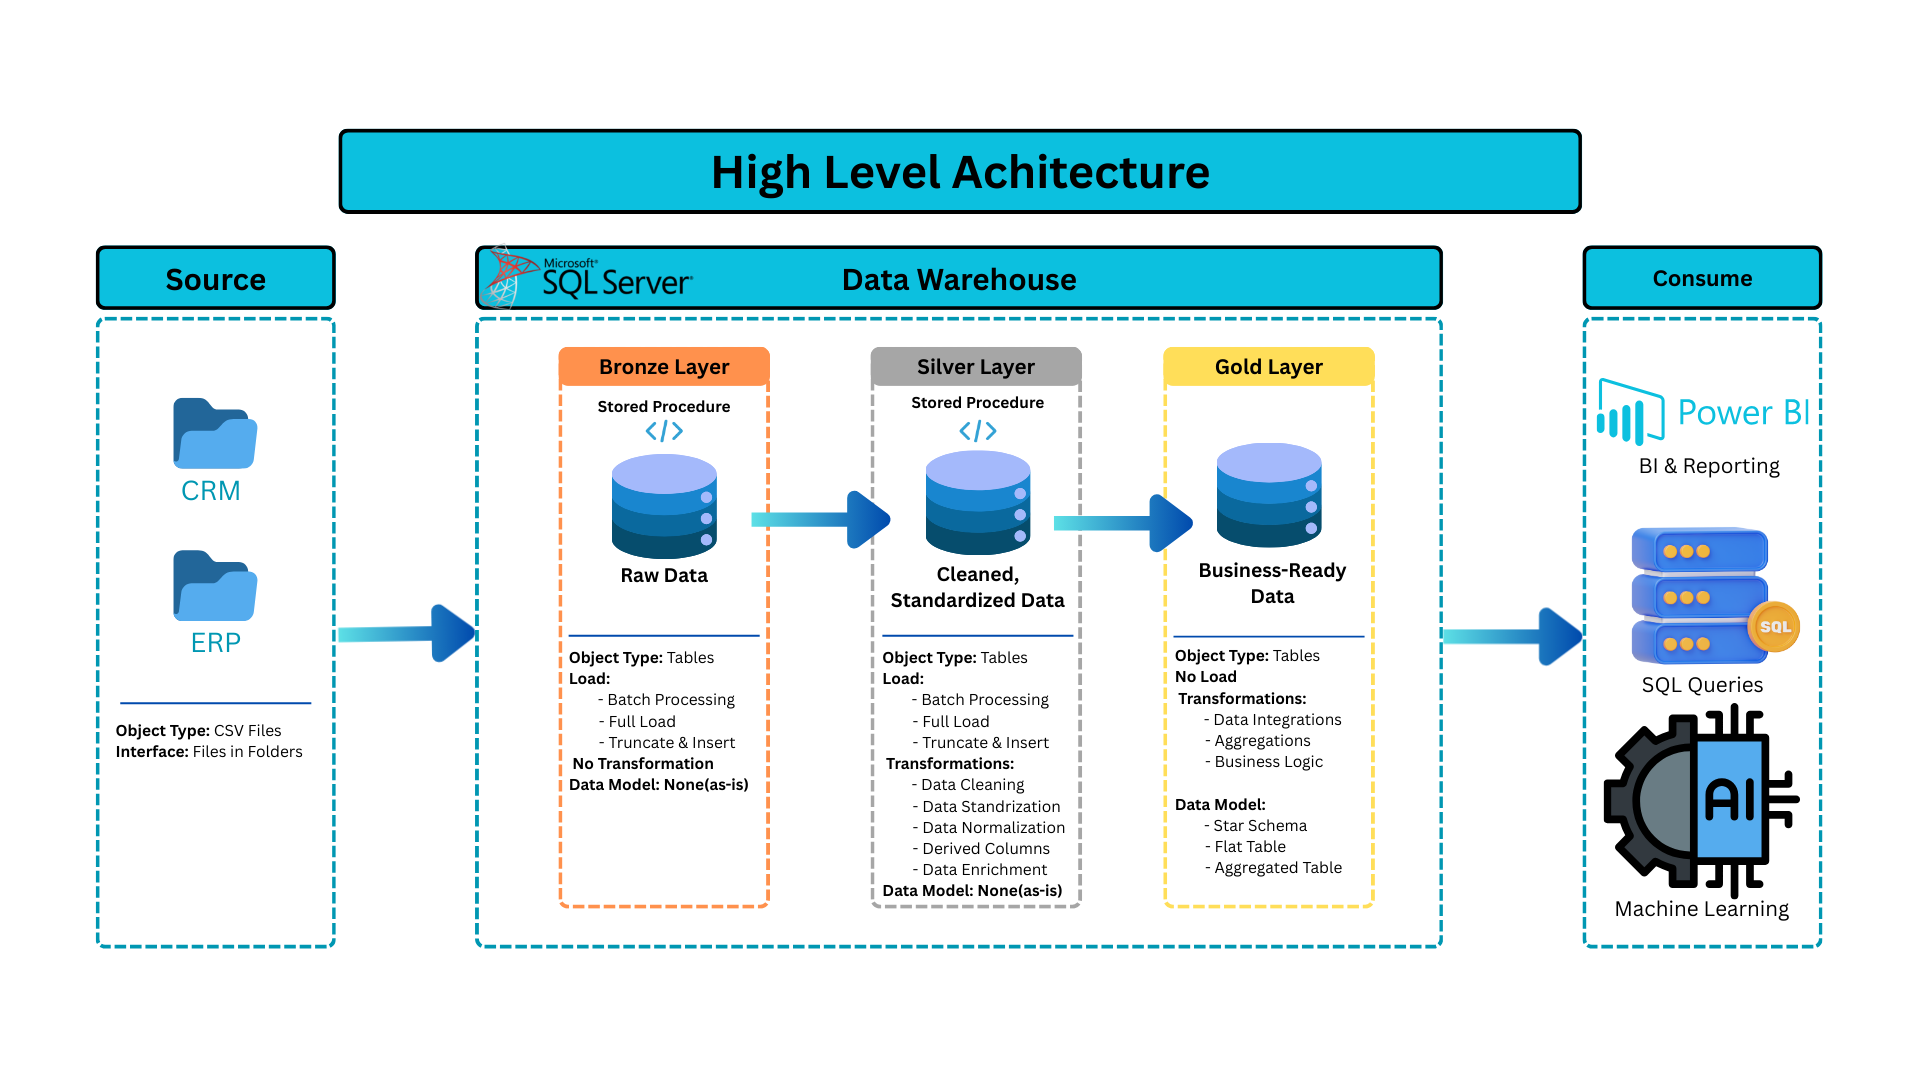 High Level Achitecture
Source
CRM
ERP
Object Type: CSV Files
Interface: Files in Folders
Microsoft®
SQL Server®
Data Warehouse
Bronze Layer
Stored Procedure
</>
Raw Data
Object Type: Tables
Load:
- Batch Processing
- Full Load
- Truncate & Insert
No Transformation
Data Model: None(as-is)
Silver Layer
Stored Procedure
</>
Cleaned,
Standardized Data
Object Type: Tables
Load:
- Batch Processing
- Full Load
- Truncate & Insert
Transformations:
- Data Cleaning
- Data Standrization
- Data Normalization
- Derived Columns
- Data Enrichment
Data Model: None(as-is)
Gold Layer
Business-Ready
Data
Object Type: Tables
No Load
Transformations:
- Data Integrations
- Aggregations
- Business Logic
Data Model:
- Star Schema
- Flat Table
- Aggregated Table
Consume
Power BI
BI & Reporting
SQL
SQL Queries
AI
Machine Learning